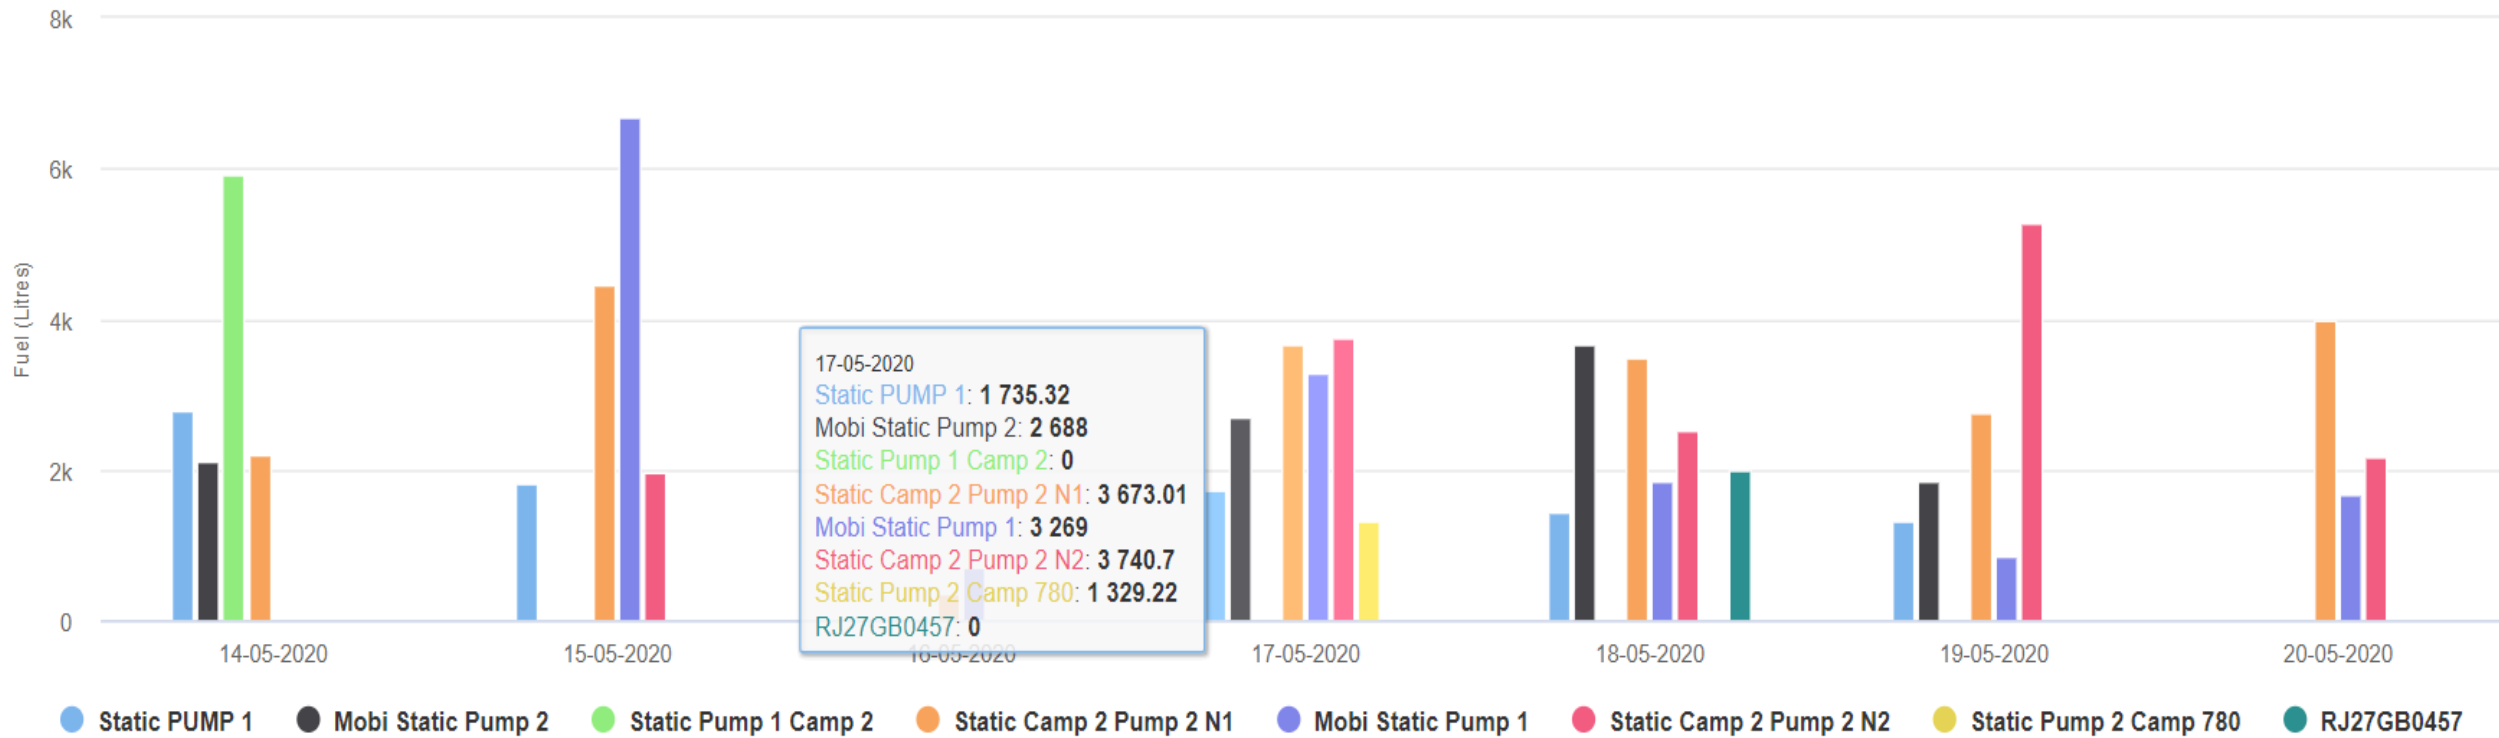 8k
6k
4k
2k
0
Fuel (Litres)
17-05-2020
Static PUMP 1: 1 735.32
Mobi Static Pump 2: 2 688
Static Pump 1 Camp 2: 0
Static Camp 2 Pump 2 N1: 3 673.01
Mobi Static Pump 1: 3 269
Static Camp 2 Pump 2 N2: 3 740.7
Static Pump 2 Camp 780: 1 329.22
RJ27GB0457: 0
14-05-2020 15-05-2020 16-05-2020 17-05-2020 18-05-2020 19-05-2020 20-05-2020
Static PUMP 1 Mobi Static Pump 2 Static Pump 1 Camp 2 Static Camp 2 Pump 2 N1 Mobi Static Pump 1 Static Camp 2 Pump 2 N2 Static Pump 2 Camp 780 RJ27GB0457